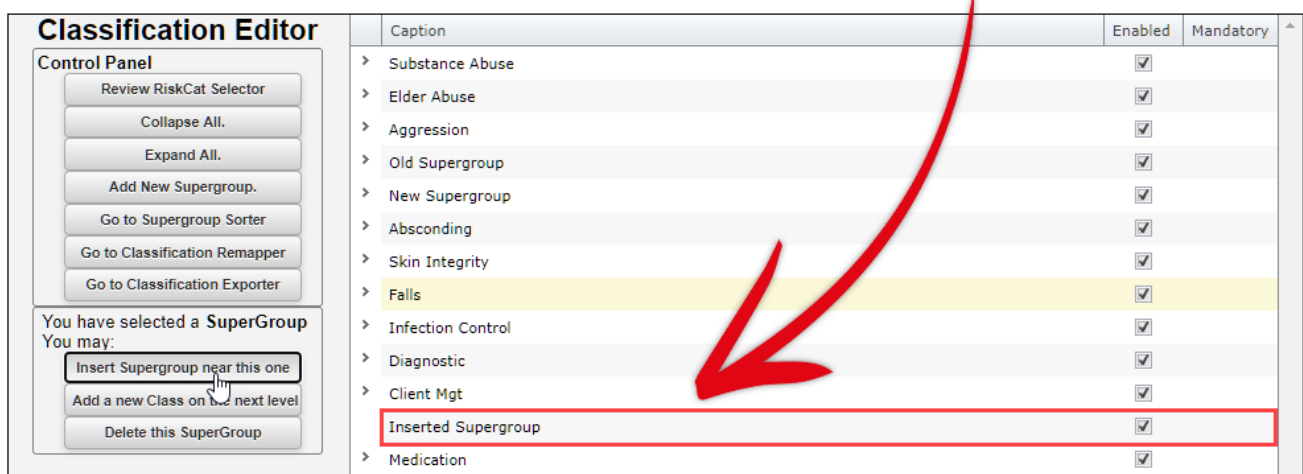 Classification Editor
Control Panel
Review RiskCat Selector
Collapse All.
Expand All.
Add New Supergroup.
Go to Supergroup Sorter
Go to Classification Remapper
Go to Classification Exporter
You have selected a SuperGroup
You may:
Insert Supergroup near this one
Add a new Class on the next level
Delete this SuperGroup
Caption Enabled Mandatory
Substance Abuse
Elder Abuse
Aggression
Old Supergroup
New Supergroup
Absconding
Skin Integrity
Falls
Infection Control
Diagnostic
Client Mgt
Inserted Supergroup
Medication